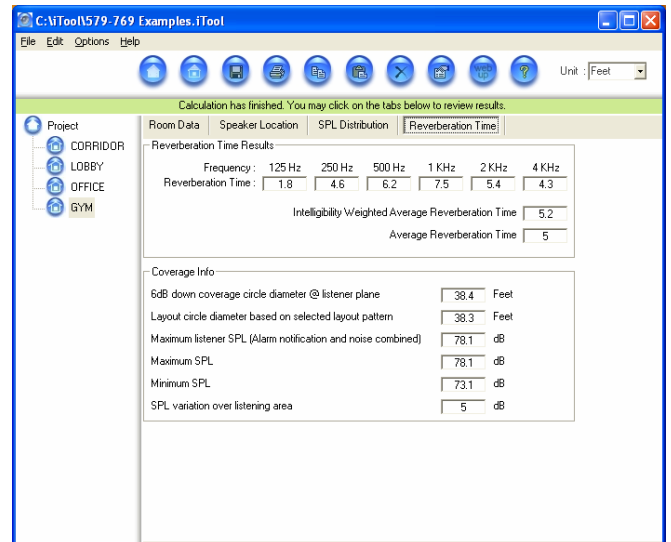 C:\iTool\579-769 Examples.iTool
File Edit Options Help
web up ?
Unit : Feet
Calculation has finished. You may click on the tabs below to review results.
Project
CORRIDOR
LOBBY
OFFICE
GYM
Room Data Speaker Location SPL Distribution Reverberation Time
Reverberation Time Results
Frequency : 125 Hz 250 Hz 500 Hz 1 KHz 2 KHz 4 KHz
Reverberation Time : 1.8 4.6 6.2 7.5 5.4 4.3
Intelligibility Weighted Average Reverberation Time 5.2
Average Reverberation Time 5
Coverage Info
6dB down coverage circle diameter @ listener plane 38.4 Feet
Layout circle diameter based on selected layout pattern 38.3 Feet
Maximum listener SPL (Alarm notification and noise combined) 78.1 dB
Maximum SPL 78.1 dB
Minimum SPL 73.1 dB
SPL variation over listening area 5 dB